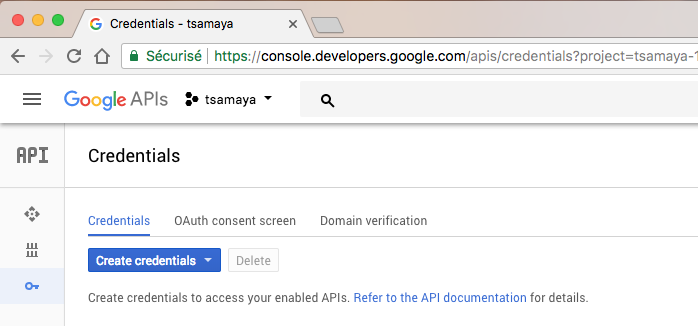 Credentials - tsamaya
Sécurisé https://console.developers.google.com/apis/credentials?project=tsamaya-1
Google APIs tsamaya
API Credentials
Credentials OAuth consent screen Domain verification
Create credentials Delete
Create credentials to access your enabled APIs. Refer to the API documentation for details.